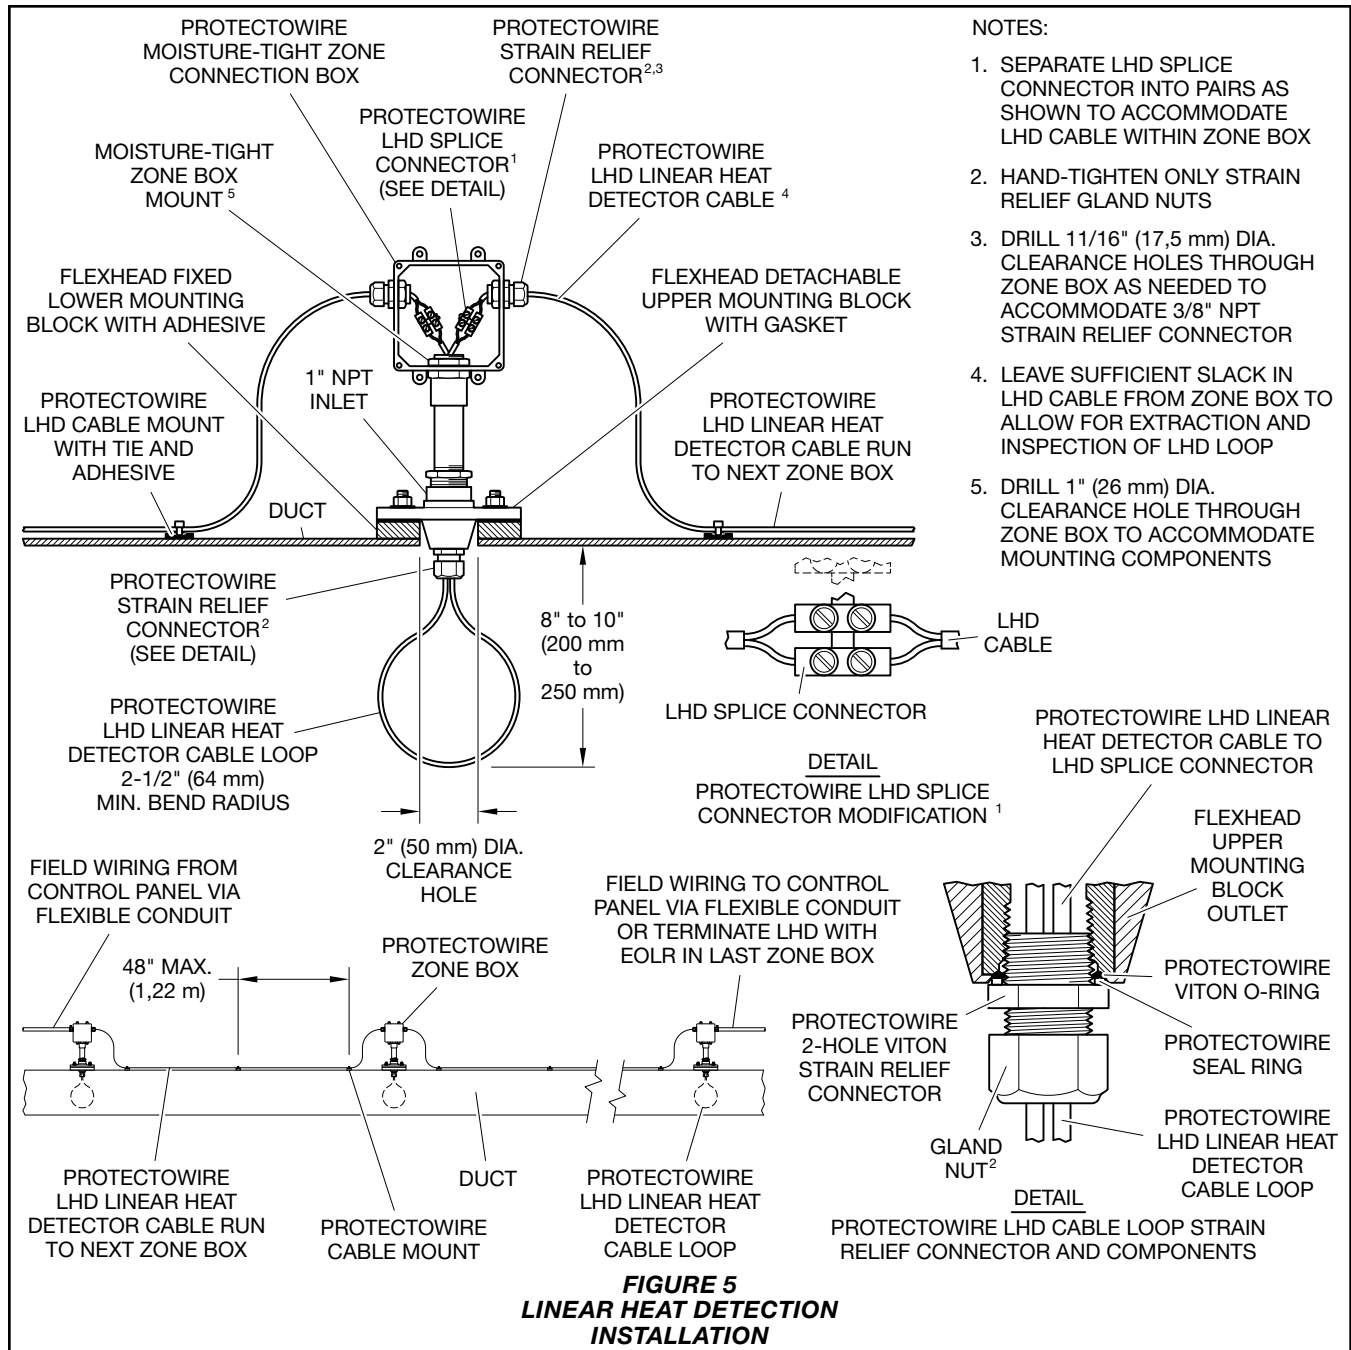 PROTECTOWIRE
MOISTURE-TIGHT ZONE
CONNECTION BOX
PROTECTOWIRE
STRAIN RELIEF
CONNECTOR2,3
PROTECTOWIRE
LHD SPLICE
CONNECTOR1
(SEE DETAIL)
MOISTURE-TIGHT
ZONE BOX
MOUNT 5
PROTECTOWIRE
LHD LINEAR HEAT
DETECTOR CABLE 4
FLEXHEAD FIXED
LOWER MOUNTING
BLOCK WITH ADHESIVE
FLEXHEAD DETACHABLE
UPPER MOUNTING BLOCK
WITH GASKET
1" NPT
INLET
PROTECTOWIRE
LHD CABLE MOUNT
WITH TIE AND
ADHESIVE
PROTECTOWIRE
LHD LINEAR HEAT
DETECTOR CABLE RUN
TO NEXT ZONE BOX
DUCT
PROTECTOWIRE
STRAIN RELIEF
CONNECTOR2
(SEE DETAIL)
8" to 10"
(200 mm
to
250 mm)
PROTECTOWIRE
LHD LINEAR HEAT
DETECTOR CABLE LOOP
2-1/2" (64 mm)
MIN. BEND RADIUS
2" (50 mm) DIA.
CLEARANCE
HOLE
NOTES:
1. SEPARATE LHD SPLICE
CONNECTOR INTO PAIRS AS
SHOWN TO ACCOMMODATE
LHD CABLE WITHIN ZONE BOX
2. HAND-TIGHTEN ONLY STRAIN
RELIEF GLAND NUTS
3. DRILL 11/16" (17,5 mm) DIA.
CLEARANCE HOLES THROUGH
ZONE BOX AS NEEDED TO
ACCOMMODATE 3/8" NPT
STRAIN RELIEF CONNECTOR
4. LEAVE SUFFICIENT SLACK IN
LHD CABLE FROM ZONE BOX TO
ALLOW FOR EXTRACTION AND
INSPECTION OF LHD LOOP
5. DRILL 1" (26 mm) DIA.
CLEARANCE HOLE THROUGH
ZONE BOX TO ACCOMMODATE
MOUNTING COMPONENTS
LHD
CABLE
LHD SPLICE CONNECTOR
DETAIL
PROTECTOWIRE LHD SPLICE
CONNECTOR MODIFICATION 1
PROTECTOWIRE LHD LINEAR
HEAT DETECTOR CABLE TO
LHD SPLICE CONNECTOR
FLEXHEAD
UPPER
MOUNTING
BLOCK
OUTLET
PROTECTOWIRE
VITON O-RING
PROTECTOWIRE
SEAL RING
PROTECTOWIRE
2-HOLE VITON
STRAIN RELIEF
CONNECTOR
GLAND
NUT2
PROTECTOWIRE
LHD LINEAR HEAT
DETECTOR
CABLE LOOP
DETAIL
PROTECTOWIRE LHD CABLE LOOP STRAIN
RELIEF CONNECTOR AND COMPONENTS
FIELD WIRING FROM
CONTROL PANEL VIA
FLEXIBLE CONDUIT
48" MAX.
(1,22 m)
PROTECTOWIRE
ZONE BOX
FIELD WIRING TO CONTROL
PANEL VIA FLEXIBLE CONDUIT
OR TERMINATE LHD WITH
EOLR IN LAST ZONE BOX
PROTECTOWIRE
LHD LINEAR HEAT
DETECTOR CABLE RUN
TO NEXT ZONE BOX
PROTECTOWIRE
CABLE MOUNT
DUCT
PROTECTOWIRE
LHD LINEAR HEAT
DETECTOR
CABLE LOOP
FIGURE 5
LINEAR HEAT DETECTION
INSTALLATION